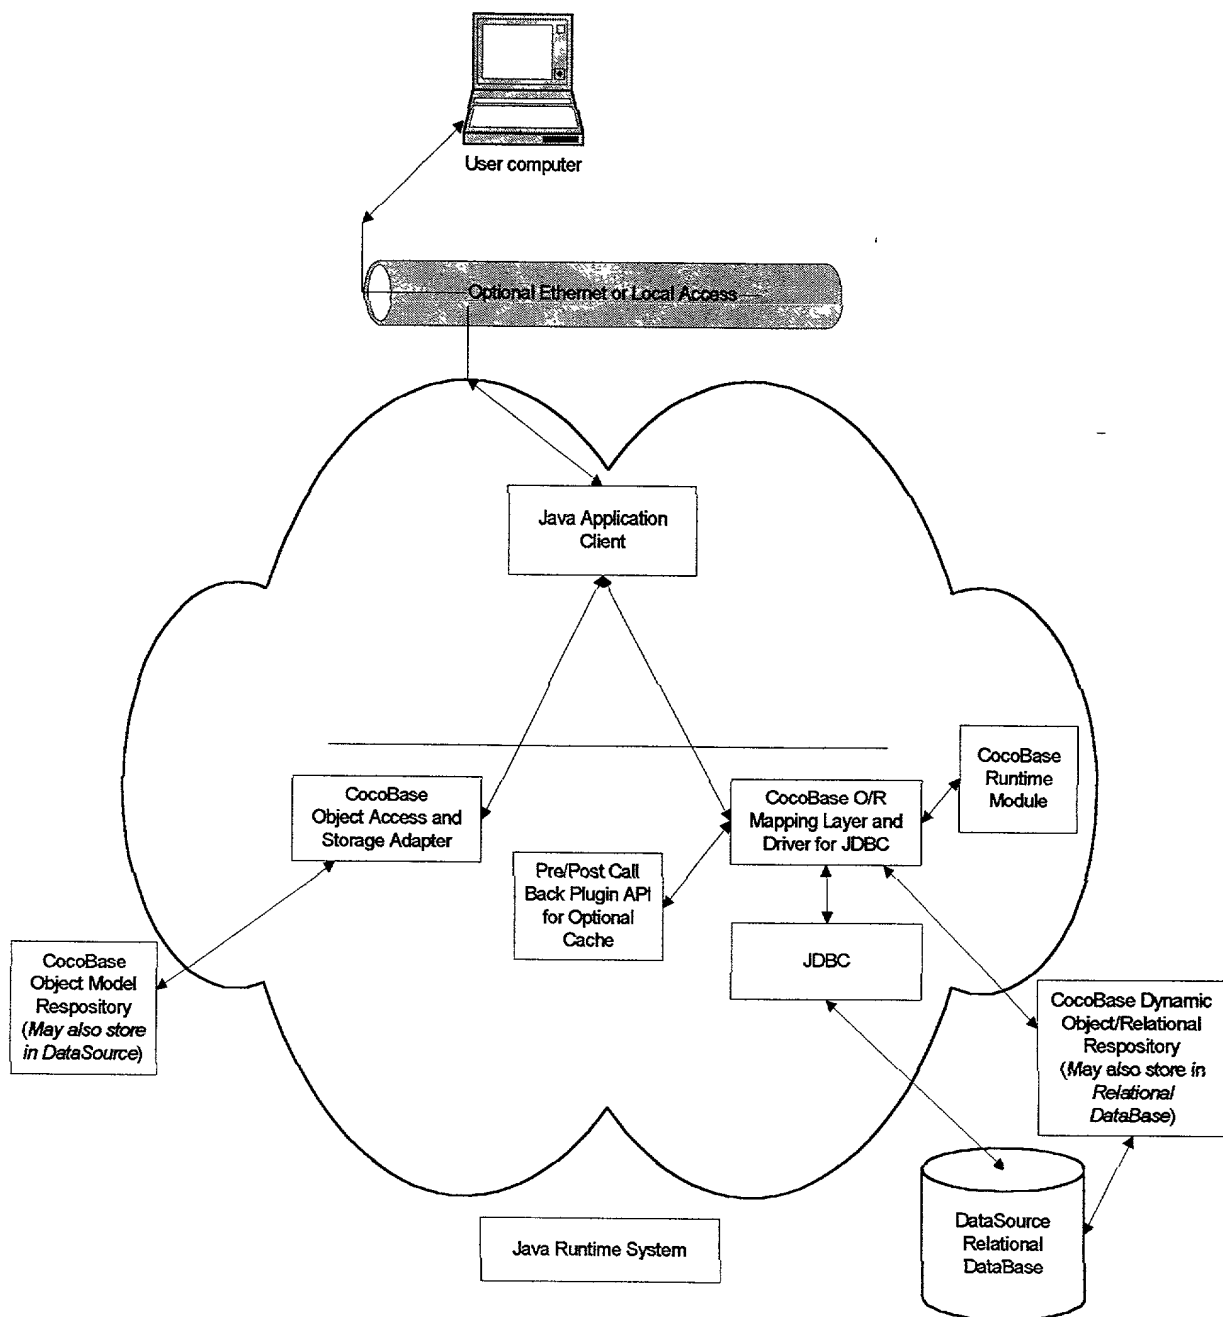 User computer
Optional Ethernet or Local Access
Java Application
Client
CocoBase
Object Access and
Storage Adapter
CocoBase O/R
Mapping Layer and
Driver for JDBC
CocoBase
Runtime
Module
Pre/Post Call
Back Plugin API
for Optional
Cache
JDBC
CocoBase
Object Model
Respository
(May also store
in DataSource)
CocoBase Dynamic
Object/Relational
Respository
(May also store in
Relational
DataBase)
DataSource
Relational
DataBase
Java Runtime System